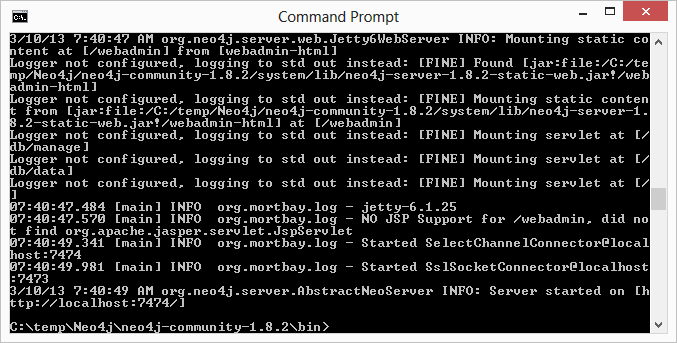 Command Prompt
3/10/13 7:40:47 AM org.neo4j.server.web.Jetty6WebServer INFO: Mounting static co
ntent at [/webadmin] from [webadmin-html]
Logger not configured, logging to std out instead: [FINE] Found [jar:file:/C:/te
mp/Neo4j/neo4j-community-1.8.2/system/lib/neo4j-server-1.8.2-static-web.jar!/web
admin-html]
Logger not configured, logging to std out instead: [FINE] Mounting static conten
t from [jar:file:/C:/temp/Neo4j/neo4j-community-1.8.2/system/lib/neo4j-server-1.
8.2-static-web.jar!/webadmin-html] at [/webadmin]
Logger not configured, logging to std out instead: [FINE] Mounting servlet at [/
db/manage]
Logger not configured, logging to std out instead: [FINE] Mounting servlet at [/
db/data]
Logger not configured, logging to std out instead: [FINE] Mounting servlet at [/
]
07:40:47.484 [main] INFO  org.mortbay.log - jetty-6.1.25
07:40:47.570 [main] INFO  org.mortbay.log - NO JSP Support for /webadmin, did no
t find org.apache.jasper.servlet.JspServlet
07:40:49.341 [main] INFO  org.mortbay.log - Started SelectChannelConnector@local
host:7474
07:40:49.981 [main] INFO  org.mortbay.log - Started SslSocketConnector@localhost
:7473
3/10/13 7:40:49 AM org.neo4j.server.AbstractNeoServer INFO: Server started on [h
ttp://localhost:7474/]
C:\temp\Neo4j\neo4j-community-1.8.2\bin>